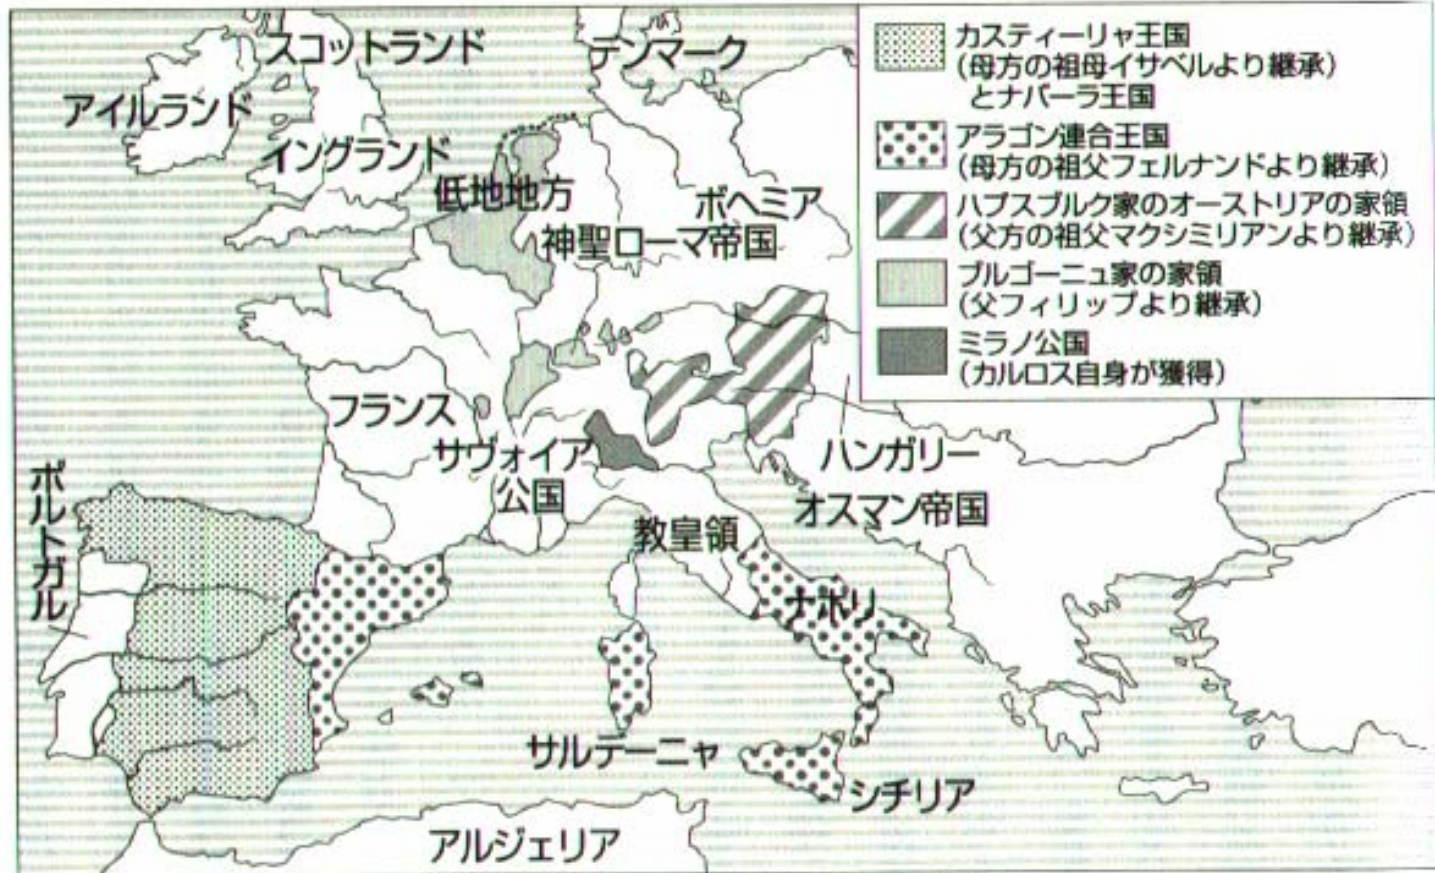 スコットランド
デンマーク
アイルランド
イングランド
低地地方
ボヘミア
神聖ローマ帝国
フランス
サヴォイア
公国
ハンガリー
オスマン帝国
教皇領
ポルトガル
ナポリ
サルデーニャ
シチリア
アルジェリア
カスティーリャ王国
(母方の祖母イサベルより継承)
とナバーラ王国
アラゴン連合王国
(母方の祖父フェルナンドより継承)
ハプスブルク家のオーストリアの家領
(父方の祖父マクシミリアンより継承)
ブルゴーニュ家の家領
(父フィリップより継承)
ミラノ公国
(カルロス自身が獲得)